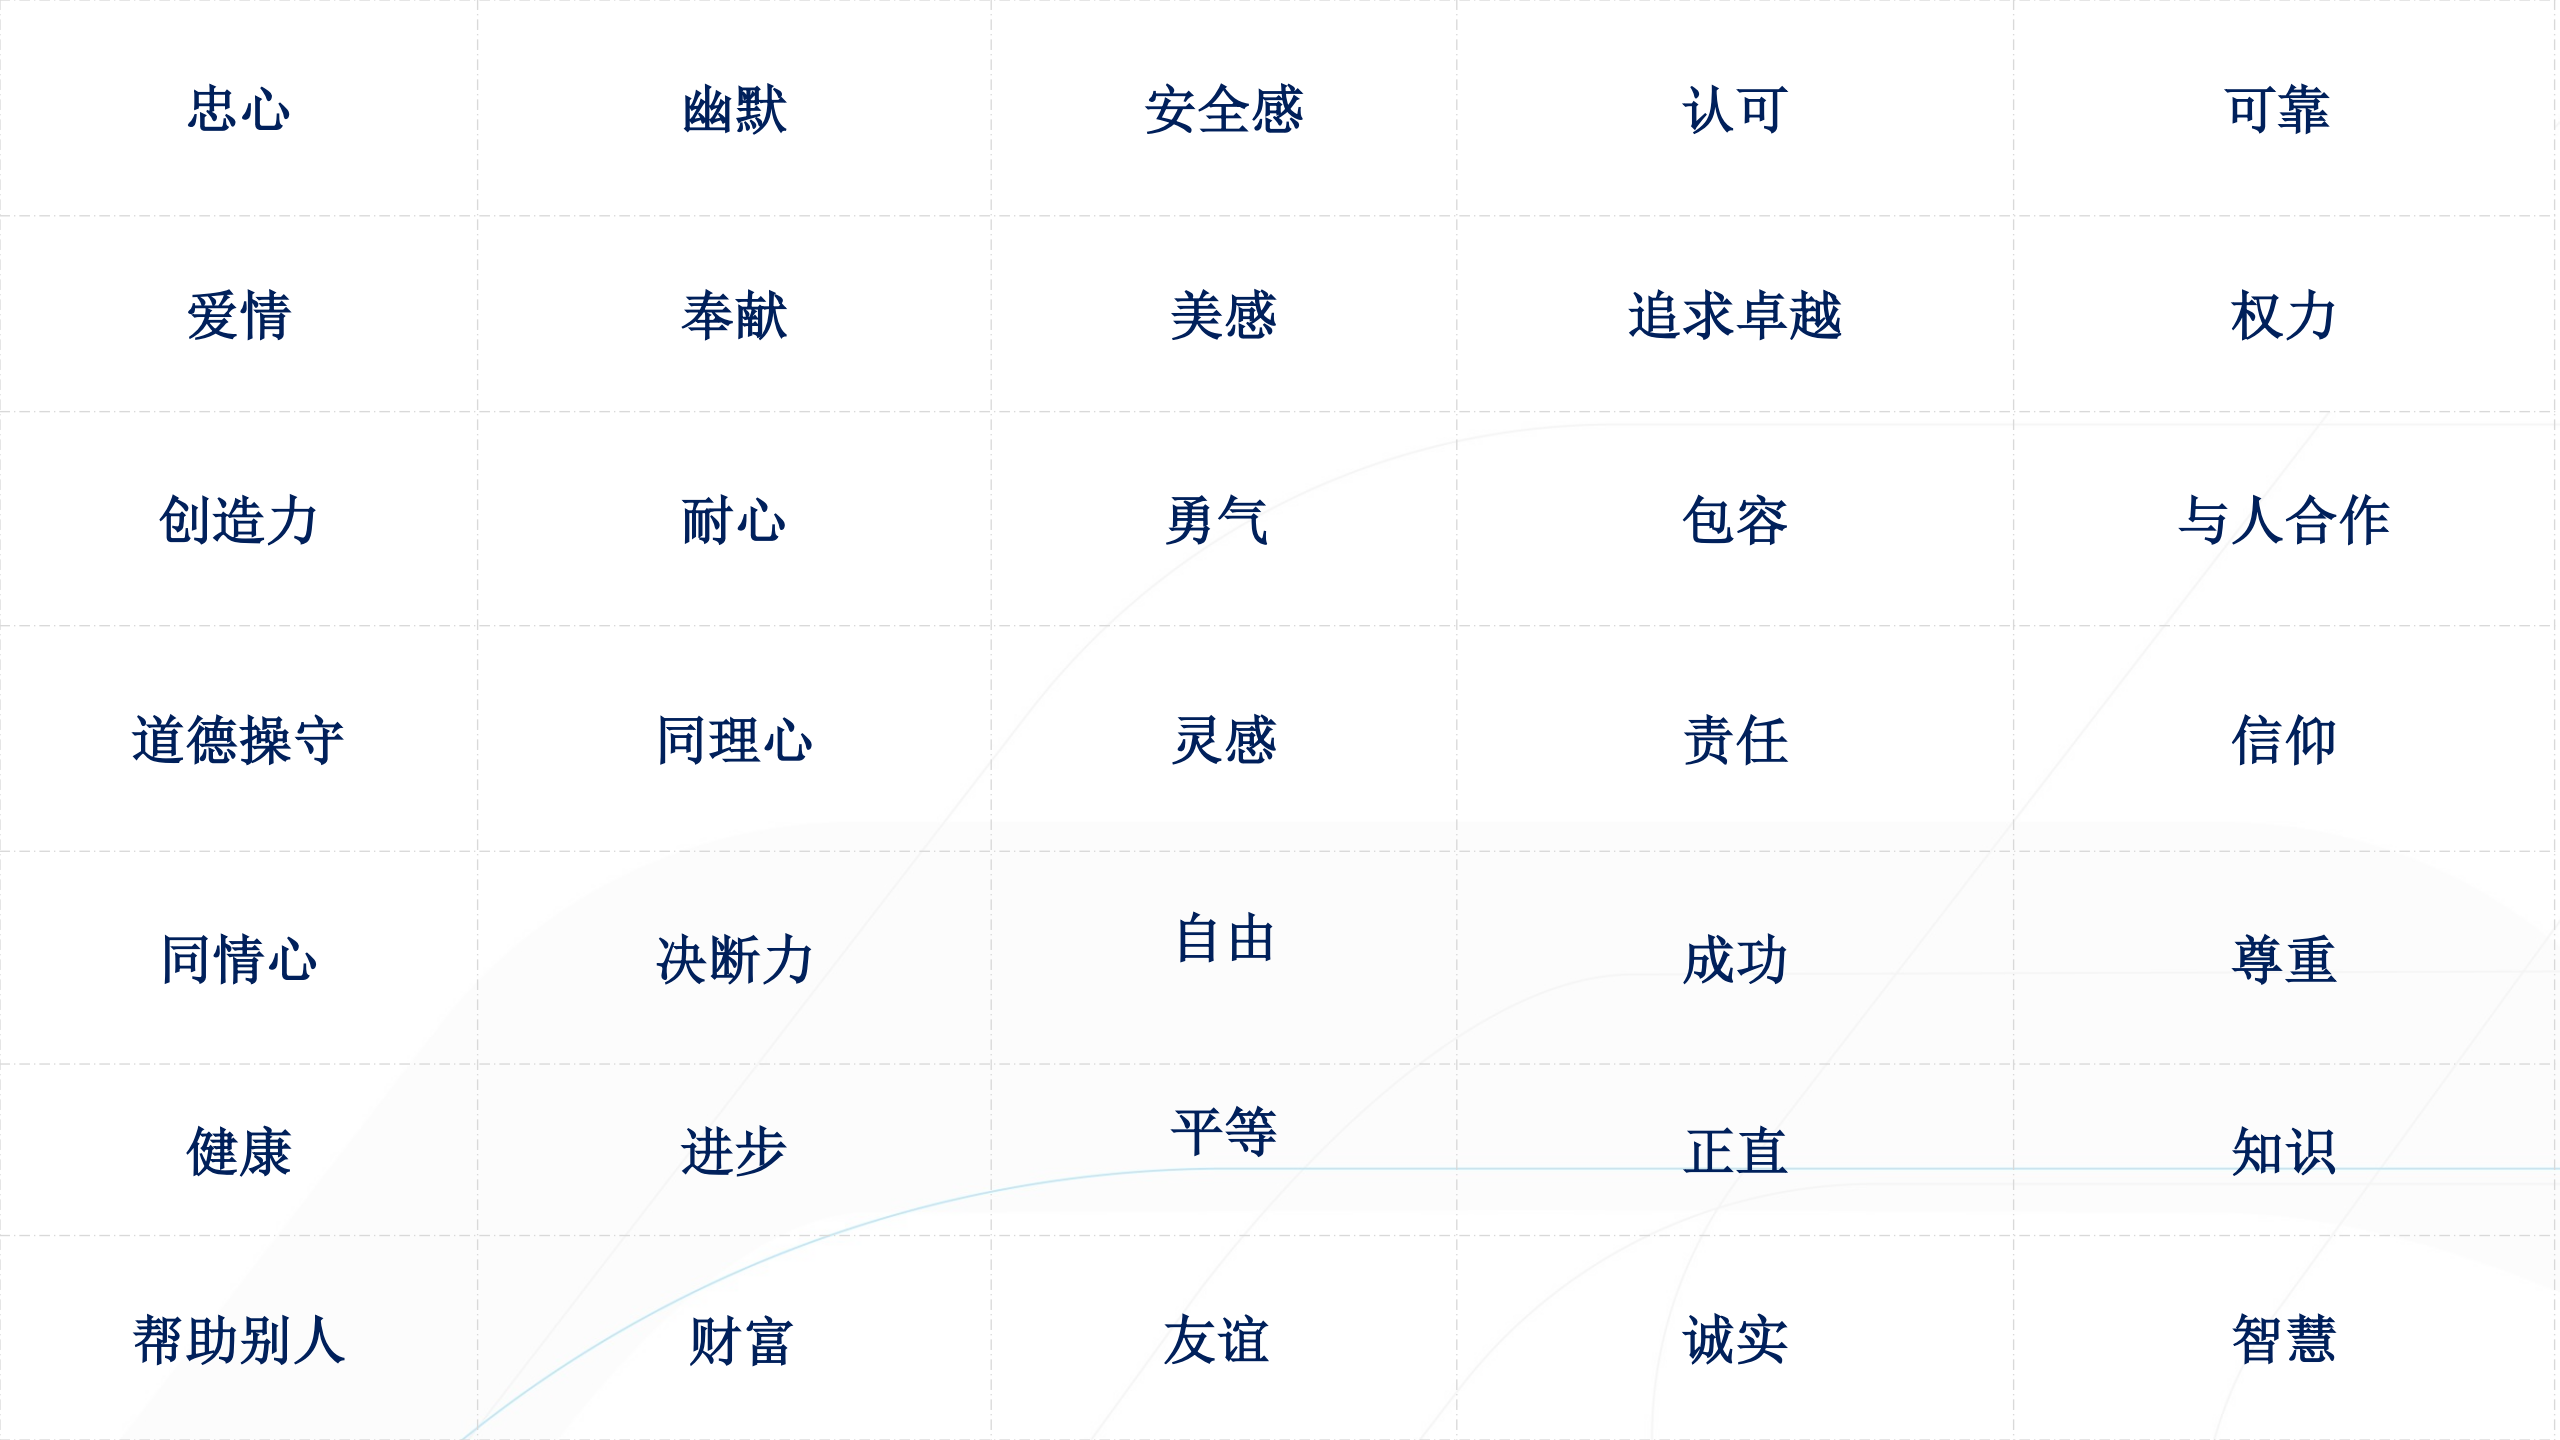 忠心 幽默 安全感 认可 可靠
爱情 奉献 美感 追求卓越 权力
创造力 耐心 勇气 包容 与人合作
道德操守 同理心 灵感 责任 信仰
同情心 决断力 自由 成功 尊重
健康 进步 平等 正直 知识
帮助别人 财富 友谊 诚实 智慧